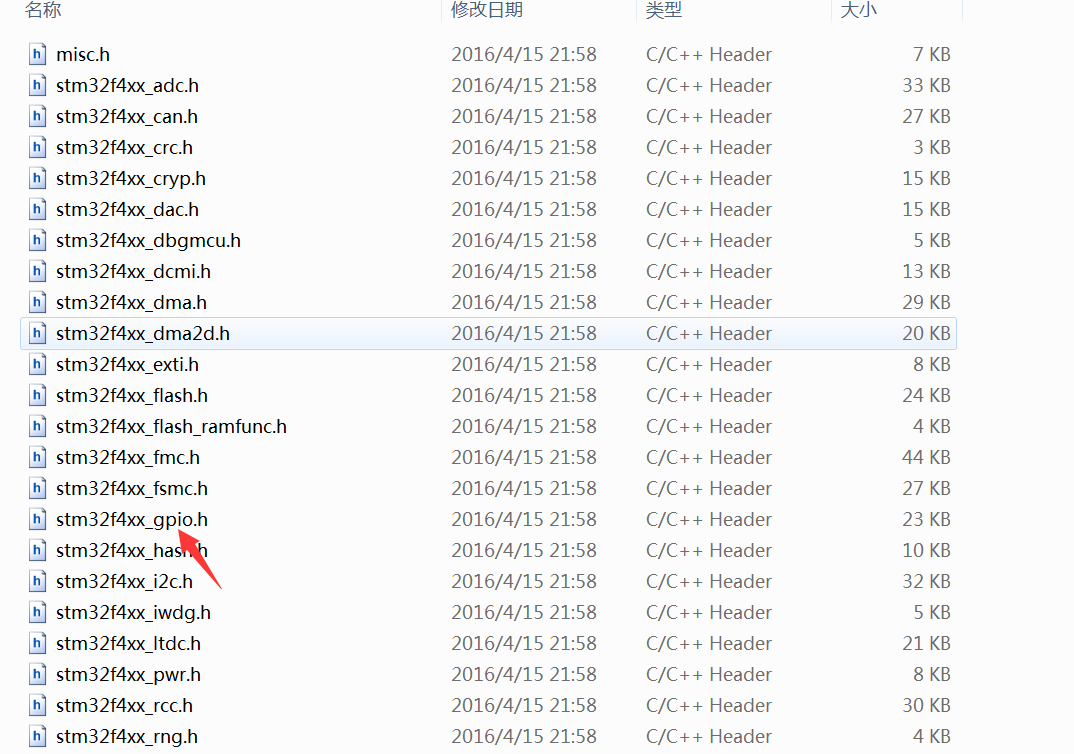 名称 修改日期 类型 大小
misc.h 2016/4/15 21:58 C/C++ Header 7 KB
stm32f4xx_adc.h 2016/4/15 21:58 C/C++ Header 33 KB
stm32f4xx_can.h 2016/4/15 21:58 C/C++ Header 27 KB
stm32f4xx_crc.h 2016/4/15 21:58 C/C++ Header 3 KB
stm32f4xx_cryp.h 2016/4/15 21:58 C/C++ Header 15 KB
stm32f4xx_dac.h 2016/4/15 21:58 C/C++ Header 15 KB
stm32f4xx_dbgmcu.h 2016/4/15 21:58 C/C++ Header 5 KB
stm32f4xx_dcmi.h 2016/4/15 21:58 C/C++ Header 13 KB
stm32f4xx_dma.h 2016/4/15 21:58 C/C++ Header 29 KB
stm32f4xx_dma2d.h 2016/4/15 21:58 C/C++ Header 20 KB
stm32f4xx_exti.h 2016/4/15 21:58 C/C++ Header 8 KB
stm32f4xx_flash.h 2016/4/15 21:58 C/C++ Header 24 KB
stm32f4xx_flash_ramfunc.h 2016/4/15 21:58 C/C++ Header 4 KB
stm32f4xx_fmc.h 2016/4/15 21:58 C/C++ Header 44 KB
stm32f4xx_fsmc.h 2016/4/15 21:58 C/C++ Header 27 KB
stm32f4xx_gpio.h 2016/4/15 21:58 C/C++ Header 23 KB
stm32f4xx_hash.h 2016/4/15 21:58 C/C++ Header 10 KB
stm32f4xx_i2c.h 2016/4/15 21:58 C/C++ Header 32 KB
stm32f4xx_iwdg.h 2016/4/15 21:58 C/C++ Header 5 KB
stm32f4xx_ltdc.h 2016/4/15 21:58 C/C++ Header 21 KB
stm32f4xx_pwr.h 2016/4/15 21:58 C/C++ Header 8 KB
stm32f4xx_rcc.h 2016/4/15 21:58 C/C++ Header 30 KB
stm32f4xx_rng.h 2016/4/15 21:58 C/C++ Header 4 KB